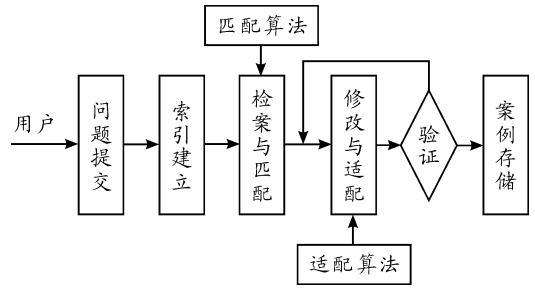 匹配算法
用户
问题提交
索引建立
检案与匹配
修改与适配
验证
案例存储
适配算法